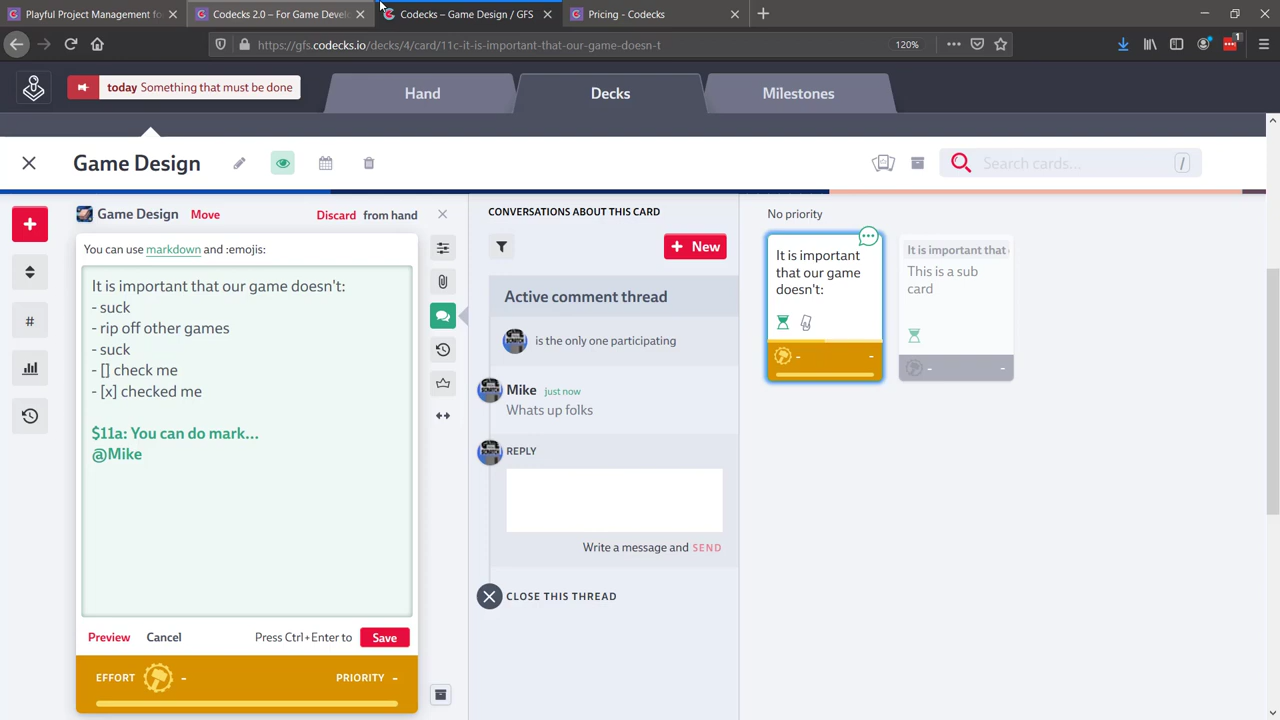 Playful Project Management fo
Codecks 2.0 – For Game Devel
Codecks – Game Design / GFS
Pricing - Codecks
https://gfs.codecks.io/decks/4/card/11c-it-is-important-that-our-game-doesn-t
120%
1
today Something that must be done
Hand
Decks
Milestones
Game Design
Search cards...
/
Game Design Move
Discard from hand
CONVERSATIONS ABOUT THIS CARD
No priority
You can use markdown and :emojis:
New
It is important that our game doesn't:
- suck
- rip off other games
- suck
- [] check me
- [x] checked me
$11a: You can do mark...
@Mike
#
Active comment thread
is the only one participating
Mike just now
Whats up folks
REPLY
Write a message and SEND
CLOSE THIS THREAD
It is important
that our game
doesn't:
- -
It is important that
This is a sub
card
- -
Preview Cancel Press Ctrl+Enter to Save
EFFORT - PRIORITY -